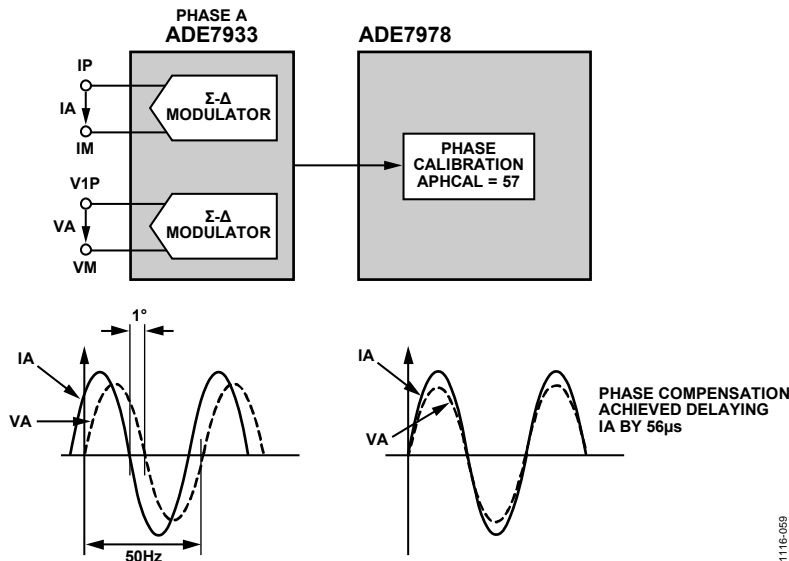 PHASE A
ADE7933
ADE7978
IP
IA
IM
Σ-Δ
MODULATOR
PHASE
CALIBRATION
APHCAL = 57
V1P
VA
VM
Σ-Δ
MODULATOR
1°
IA
VA
50Hz
IA
VA
PHASE COMPENSATION
ACHIEVED DELAYING
IA BY 56µs
1116-059